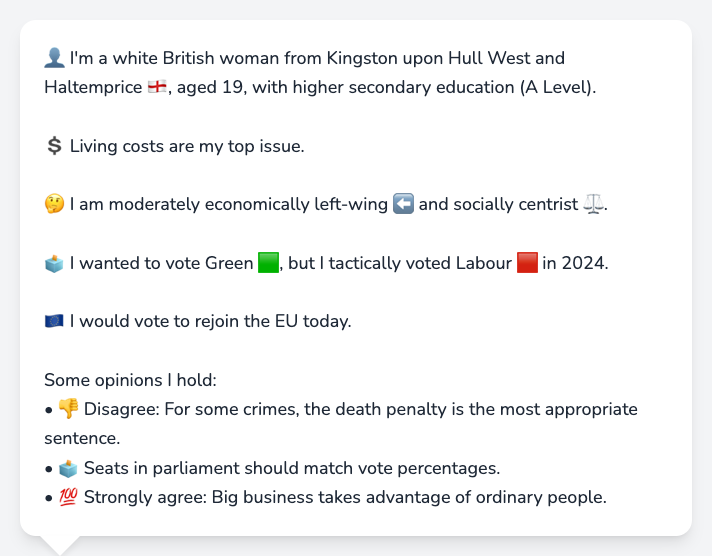 👤 I'm a white British woman from Kingston upon Hull West and
Haltemprice 🏴󠁧󠁢󠁥󠁮󠁧󠁿, aged 19, with higher secondary education (A Level).
💲 Living costs are my top issue.
🤔 I am moderately economically left-wing ⬅️ and socially centrist ⚖️.
🗳️ I wanted to vote Green 🟩, but I tactically voted Labour 🟥 in 2024.
🇪🇺 I would vote to rejoin the EU today.
Some opinions I hold:
• 👎 Disagree: For some crimes, the death penalty is the most appropriate
sentence.
• 🗳️ Seats in parliament should match vote percentages.
• 💯 Strongly agree: Big business takes advantage of ordinary people.